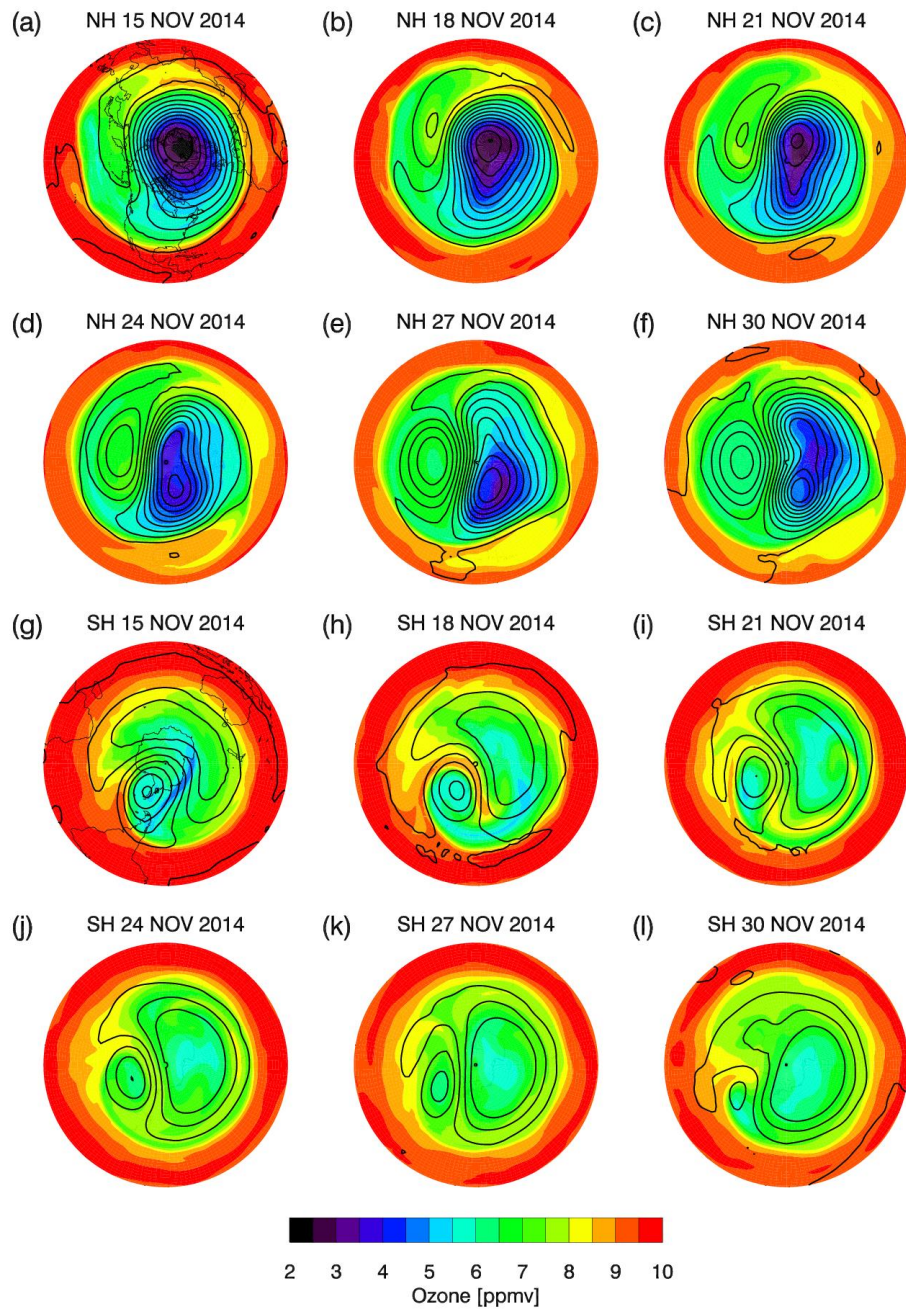 (a) NH 15 NOV 2014
(b) NH 18 NOV 2014
(c) NH 21 NOV 2014
(d) NH 24 NOV 2014
(e) NH 27 NOV 2014
(f) NH 30 NOV 2014
(g) SH 15 NOV 2014
(h) SH 18 NOV 2014
(i) SH 21 NOV 2014
(j) SH 24 NOV 2014
(k) SH 27 NOV 2014
(l) SH 30 NOV 2014
2 3 4 5 6 7 8 9 10
Ozone [ppmv]